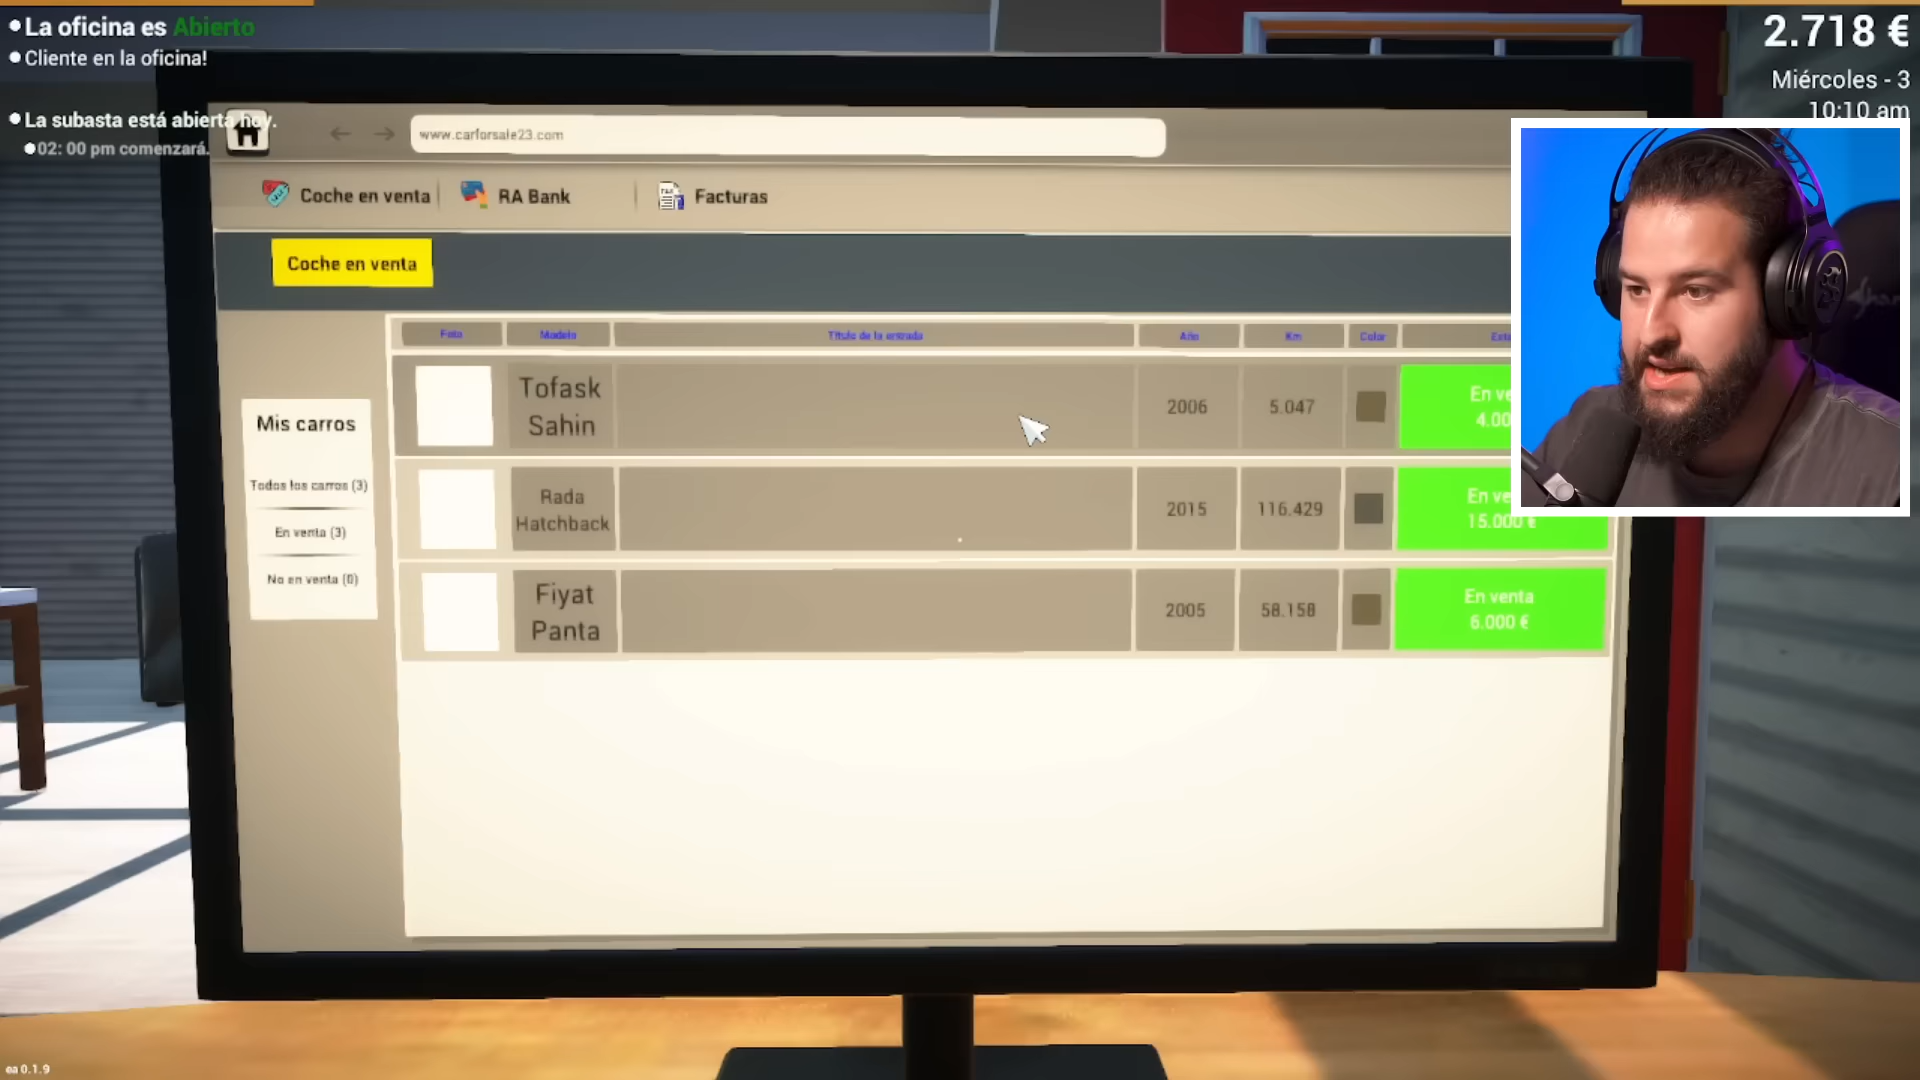 La oficina es Abierto
Cliente en la oficina!
La subasta está abierta hoy.
02: 00 pm comenzará.
2.718 €
Miércoles - 3
10:10 am
www.carforsale23.com
Coche en venta
RA Bank
Facturas
Coche en venta
Mis carros
Todos los carros (3)
En venta (3)
No en venta (0)
Foto Modelo Título de la entrada Año Km Color
Tofask Sahin 2006 5.047
Rada Hatchback 2015 116.429
15.000 €
Fiyat Panta 2005 58.158 En venta
6.000 €
ea 0.1.9